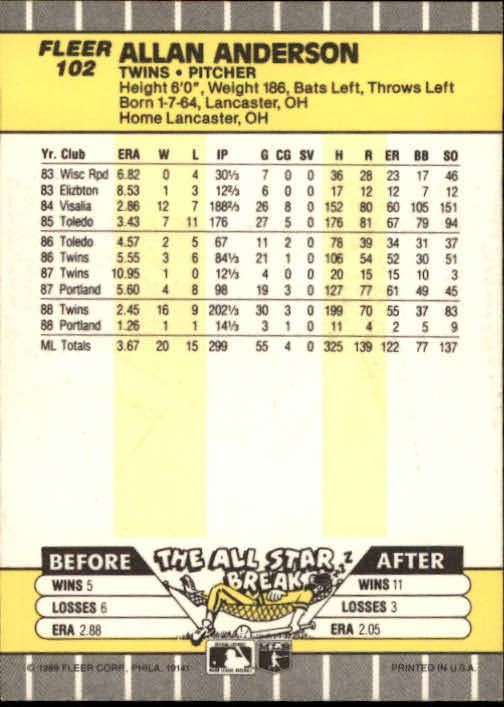 FLEER
102
ALLAN ANDERSON
TWINS • PITCHER
Height 6'0", Weight 186, Bats Left, Throws Left
Born 1-7-64, Lancaster, OH
Home Lancaster, OH
Yr. Club ERA W L IP G CG SV H R ER BB SO
83 Wisc Rpd 6.82 0 4 30⅓ 7 0 0 36 28 23 17 46
83 Elizbton 8.53 1 3 12⅔ 6 0 0 17 12 12 7 12
84 Visalia 2.86 12 7 188⅔ 26 8 0 152 80 60 105 151
85 Toledo 3.43 7 11 176 27 5 0 176 81 67 79 94
86 Toledo 4.57 2 5 67 11 2 0 78 39 34 31 37
86 Twins 5.55 3 6 84⅓ 21 1 0 106 54 52 30 51
87 Twins 10.95 1 0 12⅓ 4 0 0 20 15 15 10 3
87 Portland 5.60 4 8 98 19 3 0 127 77 61 49 45
88 Twins 2.45 16 9 202⅓ 30 3 0 199 70 55 37 83
88 Portland 1.26 1 1 14⅓ 3 1 0 11 4 2 5 9
ML Totals 3.67 20 15 299 55 4 0 325 139 122 77 137
BEFORE THE ALL STAR BREAK AFTER
WINS 5 WINS 11
LOSSES 6 LOSSES 3
ERA 2.88 ERA 2.05
© 1989 FLEER CORP., PHILA. 19141 PRINTED IN U.S.A.